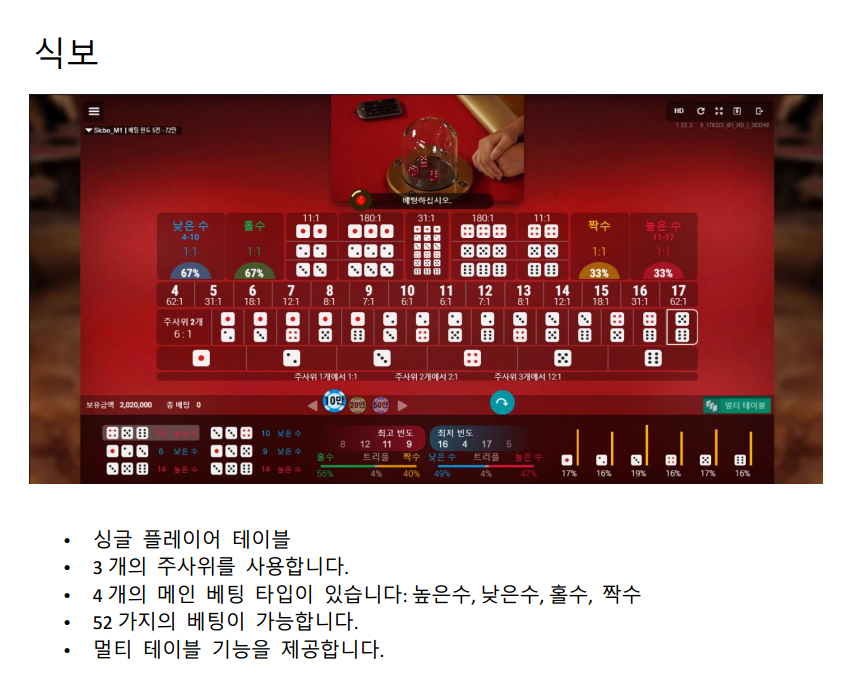 식보
HD
1.22.3
▼Sicbo_M1 | 베팅 한도 5천 - 72만
4
베팅하십시오.
낮은 수
4-10
1:1
67%
홀수
1:1
67%
11:1
180:1
31:1
180:1
11:1
짝수
1:1
33%
높은 수
11-17
1:1
33%
4 5 6 7 8 9 10 11 12 13 14 15 16 17
62:1 31:1 18:1 12:1 8:1 7:1 6:1 6:1 7:1 8:1 12:1 18:1 31:1 62:1
주사위 2개
6 : 1
주사위 1개에서 1:1 주사위 2개에서 2:1 주사위 3개에서 12:1
보유금액 2,020,000 총 베팅 0
10만 20만 50만
멀티 테이블
높은 수 10 낮은 수
6 낮은 수 9 낮은 수
14 높은 수 14 높은 수
최고 빈도
8 12 11 9
최저 빈도
16 4 17 5
홀수 트리플 짝수
56% 4% 40%
낮은 수 트리플 높은 수
49% 4% 47%
17% 16% 19% 16% 17% 16%
• 싱글 플레이어 테이블
• 3 개의 주사위를 사용합니다.
• 4 개의 메인 베팅 타입이 있습니다: 높은수, 낮은수, 홀수, 짝수
• 52 가지의 베팅이 가능합니다.
• 멀티 테이블 기능을 제공합니다.